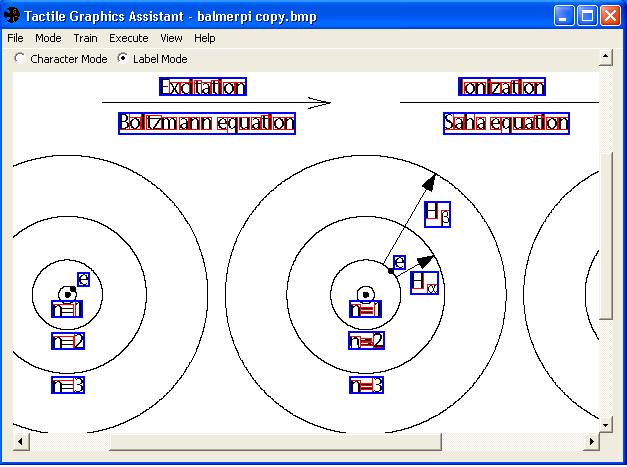 Tactile Graphics Assistant - balmerpi copy.bmp
File Mode Train Execute View Help
Character Mode Label Mode
Excitation Ionization
Boltzmann equation Saha equation
H β
e e
H α
n=1 n=1
n=2 n=2
n=3 n=3